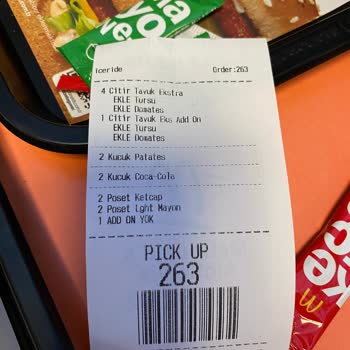 iceride Order:263
4 Citir Tavuk Ekstra
EKLE Tursu
EKLE Domates
1 Citir Tavuk Eks Add On
EKLE Tursu
EKLE Domates
2 Kucuk Patates
2 Kucuk Coca-Cola
2 Poset Ketcap
2 Poset Lght Mayon
1 ADD ON YOK
PICK UP
263